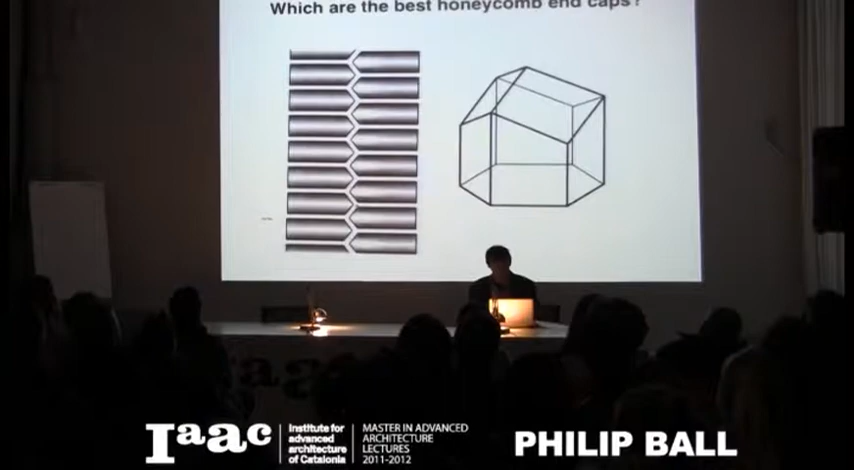 Which are the best honeycomb end caps?
Iaac
Iaac
Institute for
advanced
architecture
of Catalonia
MASTER IN ADVANCED
ARCHITECTURE
LECTURES
2011-2012
PHILIP BALL